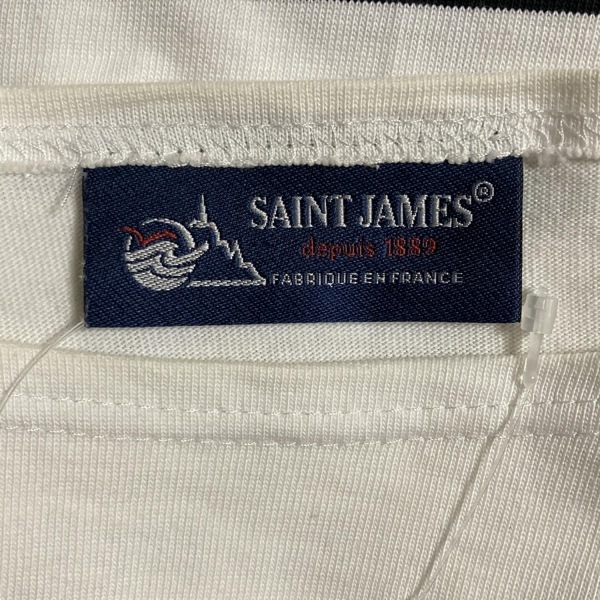 SAINT JAMES®
depuis 1889
FABRIQUE EN FRANCE